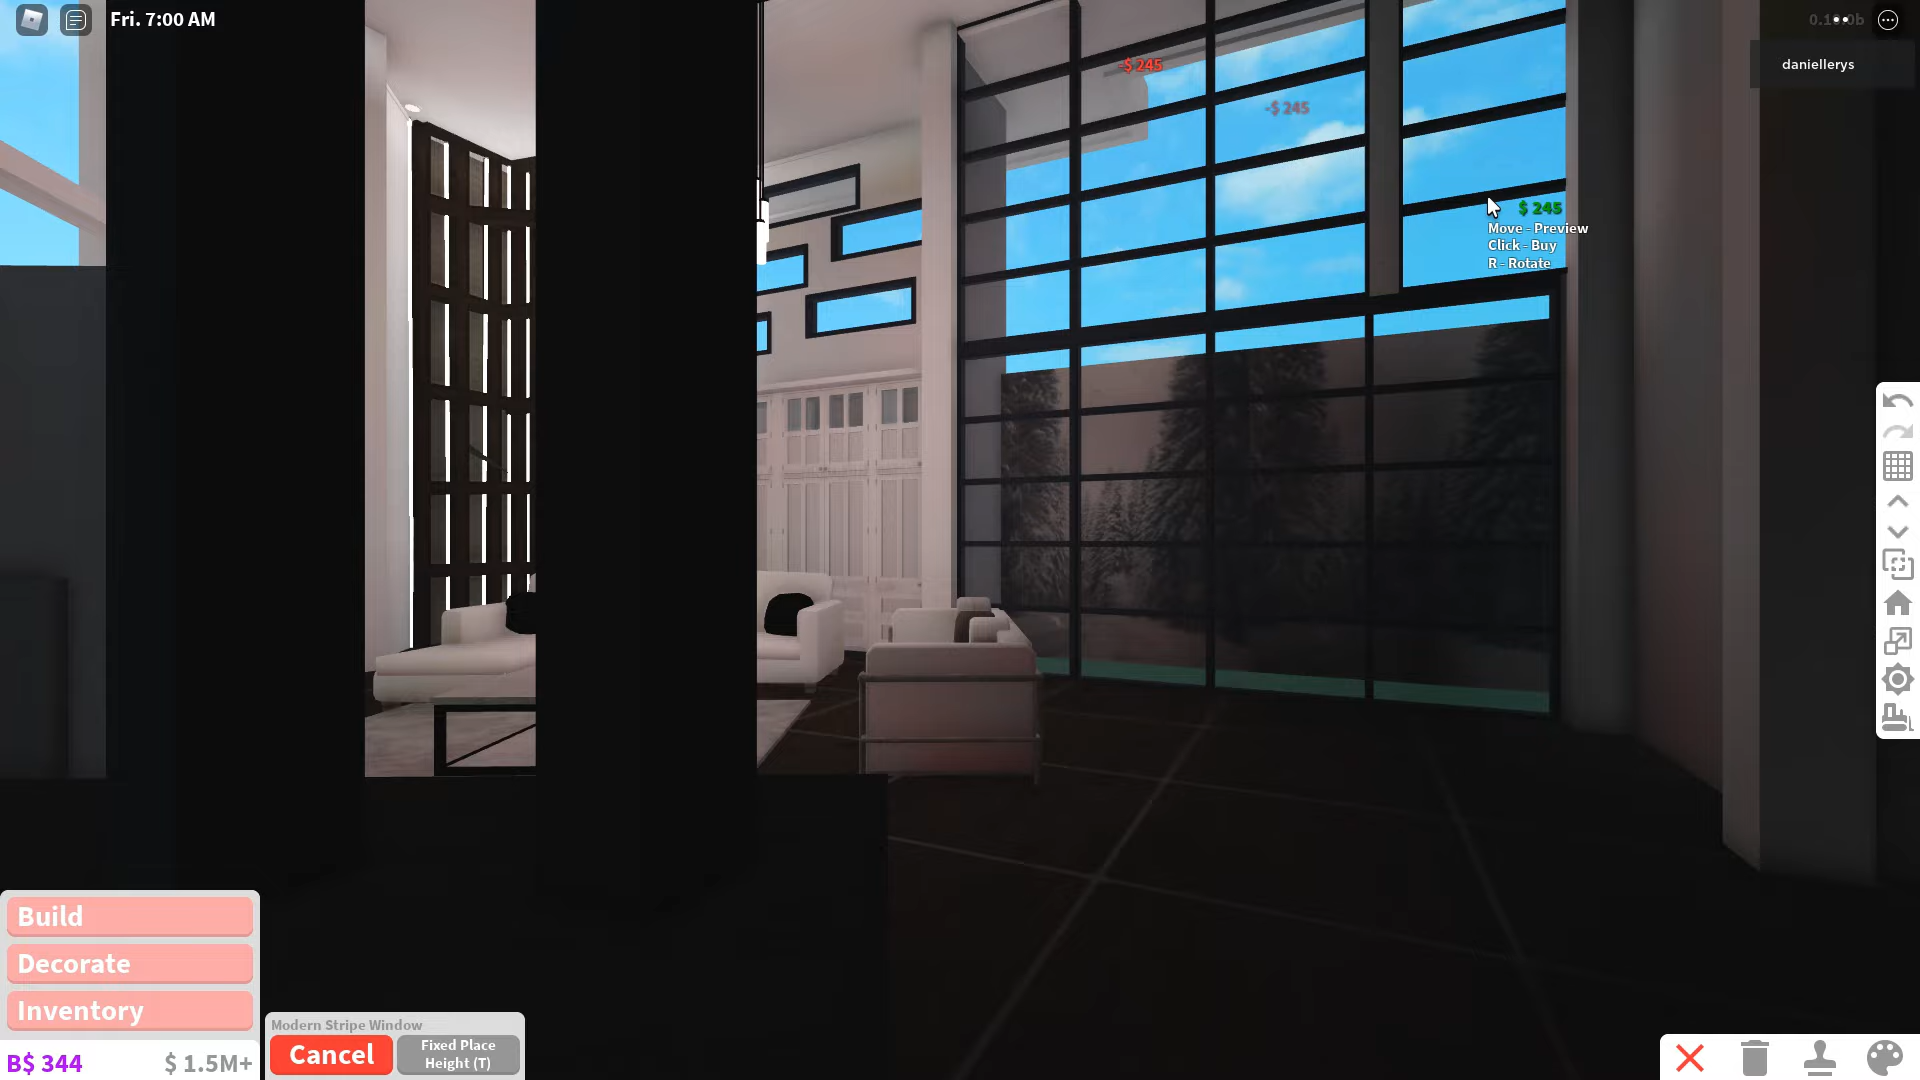 Fri. 7:00 AM
daniellerys
-$ 245
-$ 245
$ 245
Move - Preview
Click - Buy
R - Rotate
Build
Decorate
Inventory
B$ 344
$ 1.5M+
Modern Stripe Window
Cancel
Fixed Place
Height (T)